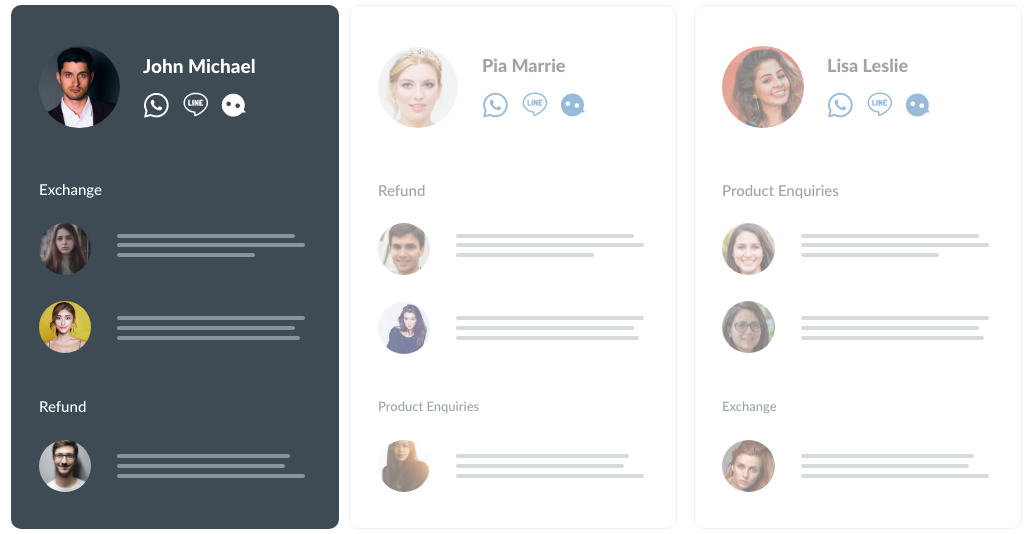 John Michael
LINE
Exchange
Refund
Pia Marrie
LINE
Refund
Product Enquiries
Lisa Leslie
LINE
Product Enquiries
Exchange